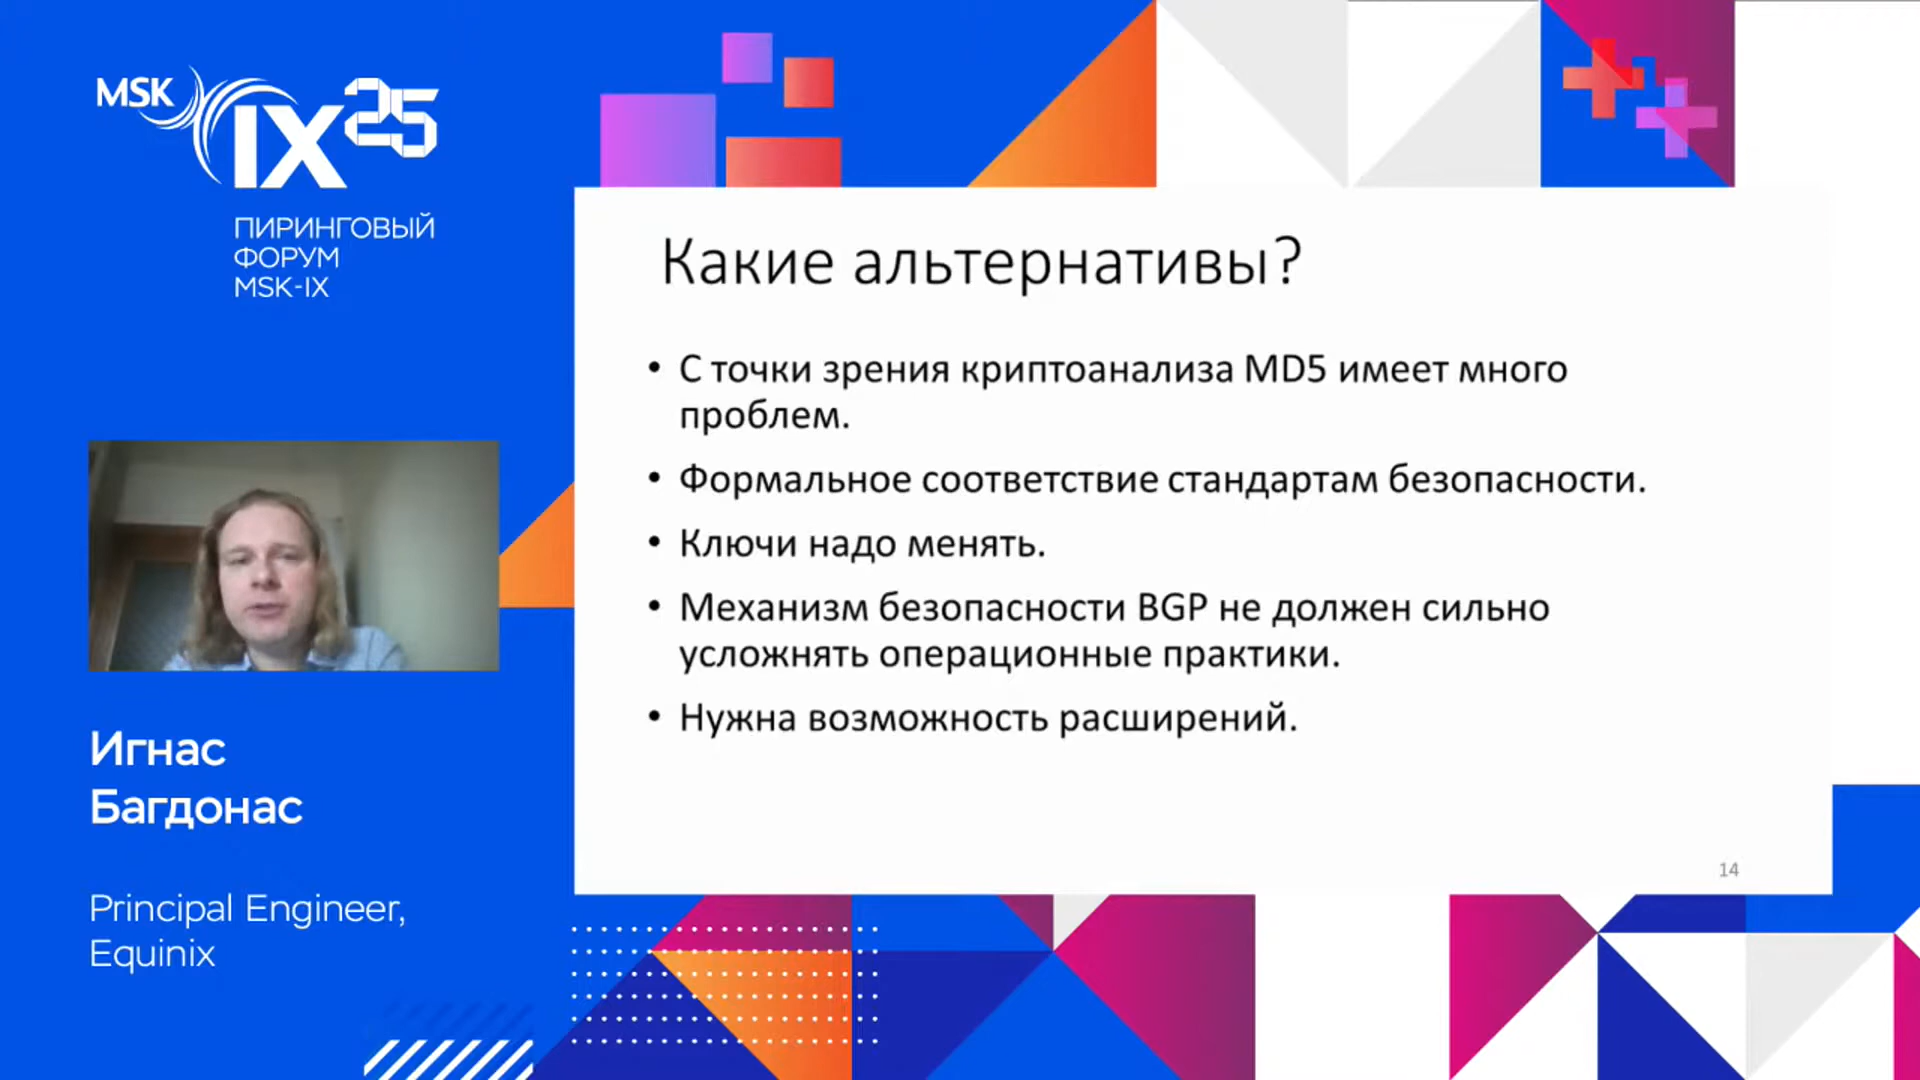 MSK
IX 25
ПИРИНГОВЫЙ
ФОРУМ
MSK-IX
Какие альтернативы?
• С точки зрения криптоанализа MD5 имеет много
проблем.
• Формальное соответствие стандартам безопасности.
• Ключи надо менять.
• Механизм безопасности BGP не должен сильно
усложнять операционные практики.
• Нужна возможность расширений.
14
Игнас
Багдонас
Principal Engineer,
Equinix